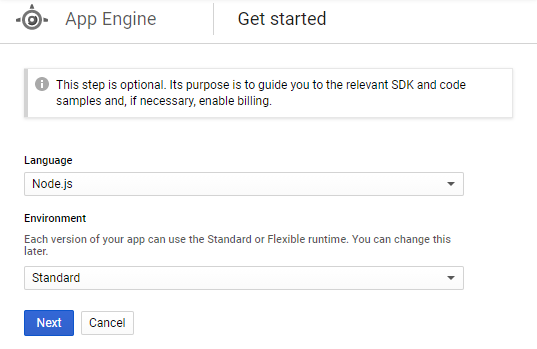 App Engine
Get started
This step is optional. Its purpose is to guide you to the relevant SDK and code
samples and, if necessary, enable billing.
Language
Node.js
Environment
Each version of your app can use the Standard or Flexible runtime. You can change this
later.
Standard
Next
Cancel